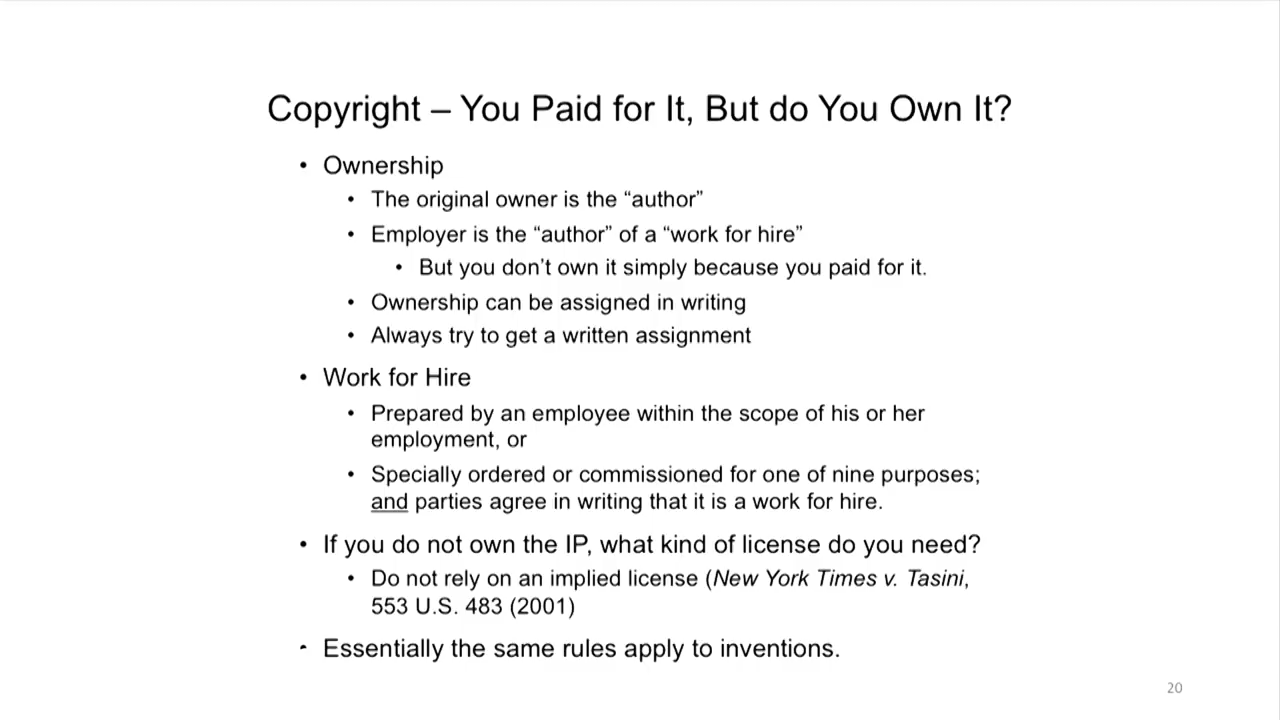 Copyright – You Paid for It, But do You Own It?
• Ownership
• The original owner is the “author”
• Employer is the “author” of a “work for hire”
• But you don’t own it simply because you paid for it.
• Ownership can be assigned in writing
• Always try to get a written assignment
• Work for Hire
• Prepared by an employee within the scope of his or her
employment, or
• Specially ordered or commissioned for one of nine purposes;
and parties agree in writing that it is a work for hire.
• If you do not own the IP, what kind of license do you need?
• Do not rely on an implied license (New York Times v. Tasini,
553 U.S. 483 (2001)
• Essentially the same rules apply to inventions.
20